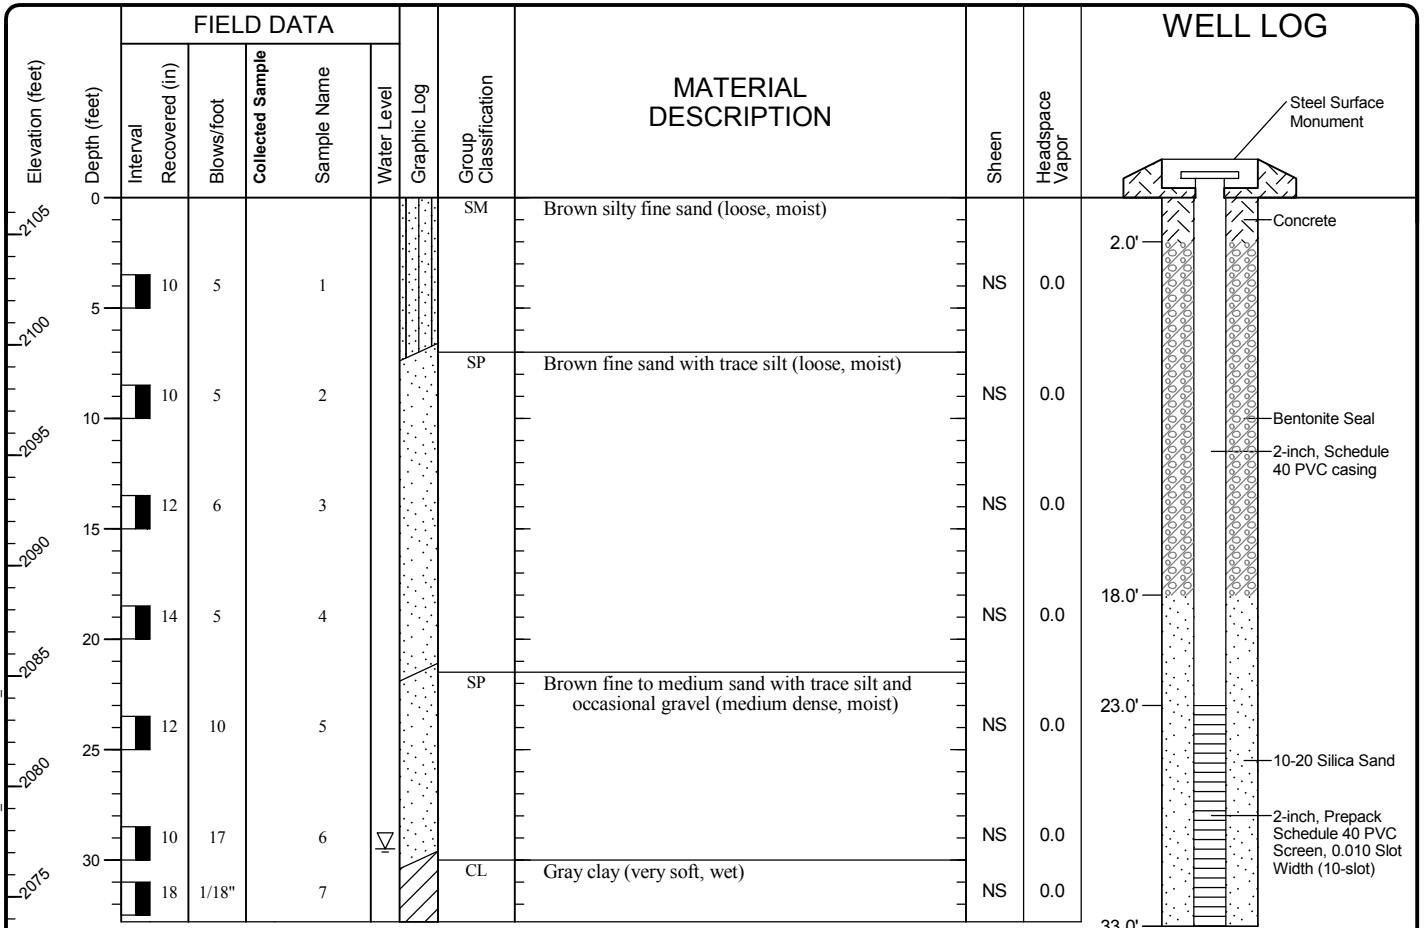 FIELD DATA
WELL LOG
Elevation (feet)
Depth (feet)
Interval
Recovered (in)
Blows/foot
Collected Sample
Sample Name
Water Level
Graphic Log
Group
Classification
MATERIAL
DESCRIPTION
Sheen
Headspace
Vapor
Steel Surface
Monument
0
SM
Brown silty fine sand (loose, moist)
2105
Concrete
2.0'
10 5 1 NS 0.0
5
2100
SP
Brown fine sand with trace silt (loose, moist)
10 5 2 NS 0.0
10
Bentonite Seal
2095
2-inch, Schedule
40 PVC casing
12 6 3 NS 0.0
15
2090
18.0'
14 5 4 NS 0.0
20
2085
SP
Brown fine to medium sand with trace silt and
occasional gravel (medium dense, moist)
23.0'
12 10 5 NS 0.0
25
10-20 Silica Sand
2080
2-inch, Prepack
Schedule 40 PVC
Screen, 0.010 Slot
Width (10-slot)
10 17 6 NS 0.0
30
CL
Gray clay (very soft, wet)
2075
18 1/18" 7 NS 0.0
33.0'